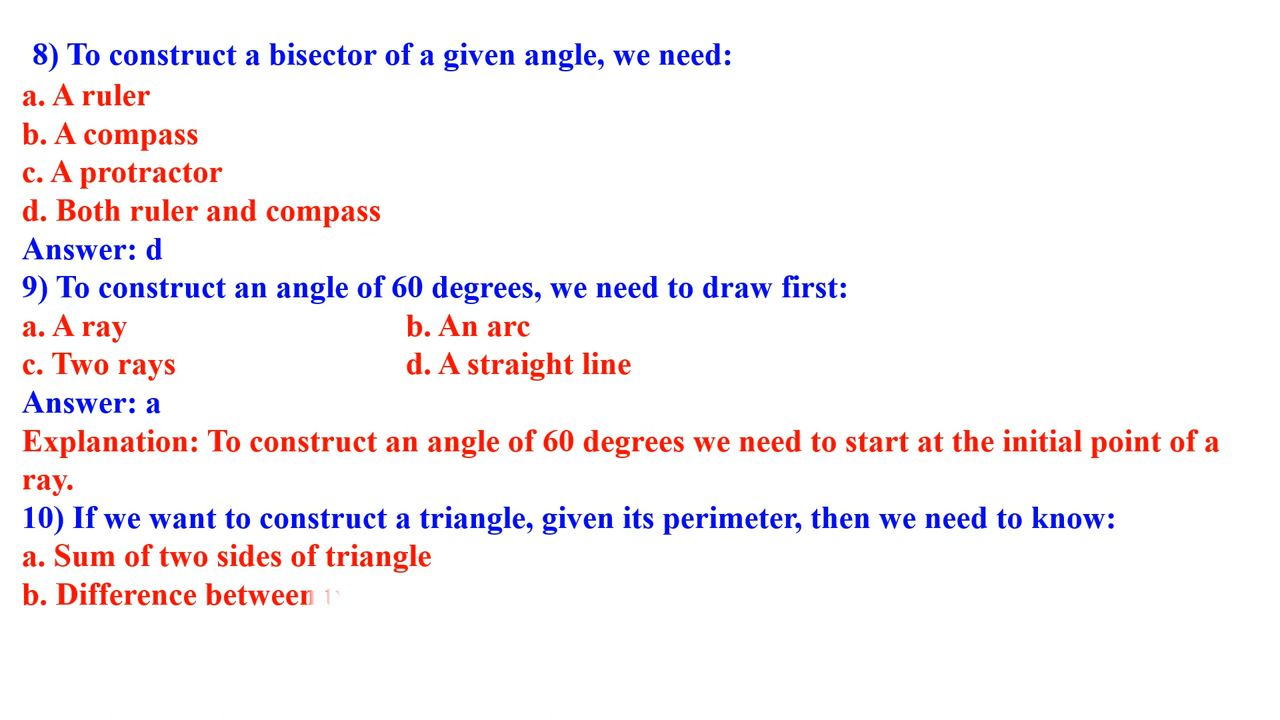 8) To construct a bisector of a given angle, we need:
a. A ruler
b. A compass
c. A protractor
d. Both ruler and compass
Answer: d
9) To construct an angle of 60 degrees, we need to draw first:
a. A ray b. An arc
c. Two rays d. A straight line
Answer: a
Explanation: To construct an angle of 60 degrees we need to start at the initial point of a
ray.
10) If we want to construct a triangle, given its perimeter, then we need to know:
a. Sum of two sides of triangle
b. Difference between